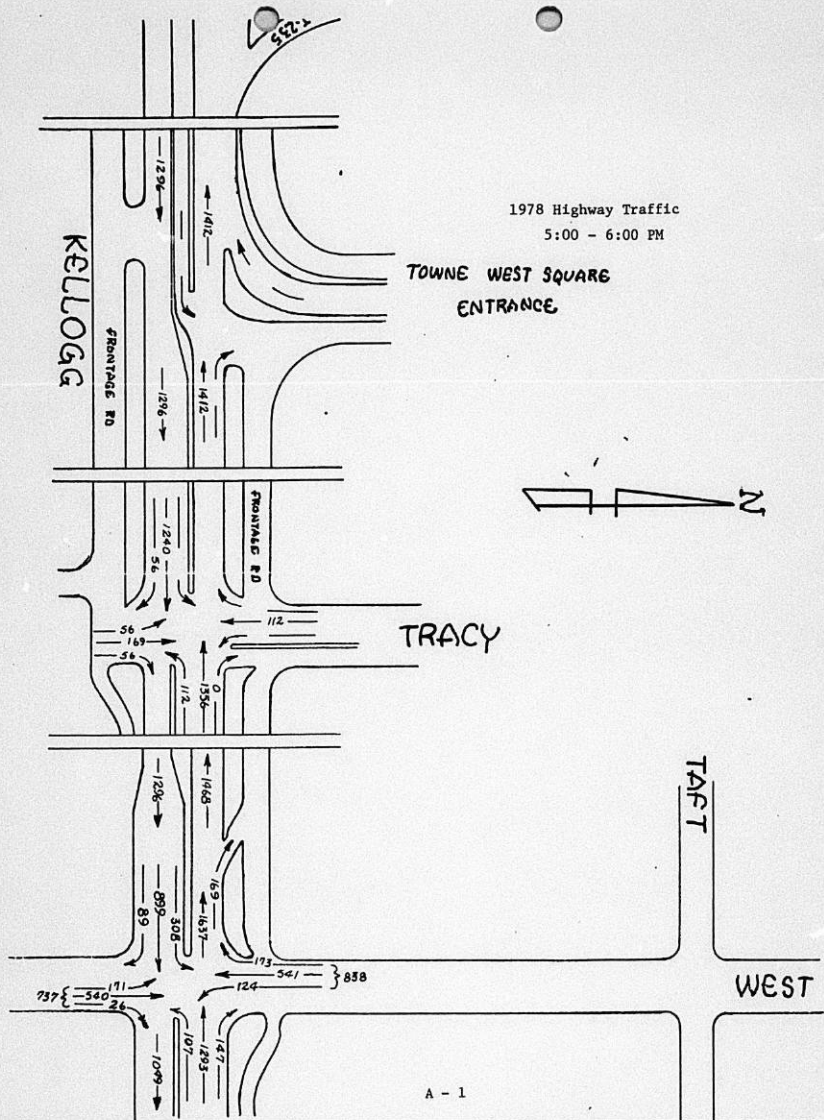 I-235
1296
1412
KELLOGG
1978 Highway Traffic
5:00 - 6:00 PM
TOWNE WEST SQUARE
ENTRANCE
FRONTAGE RD
1296
1412
N
FRONTAGE RD
1240
56
112
56
169
56
TRACY
112
1356
0
1296
1468
TAFT
169
89
899
308
1637
173
541
124
838
171
737
540
26
WEST
1049
107
1293
147
A - 1